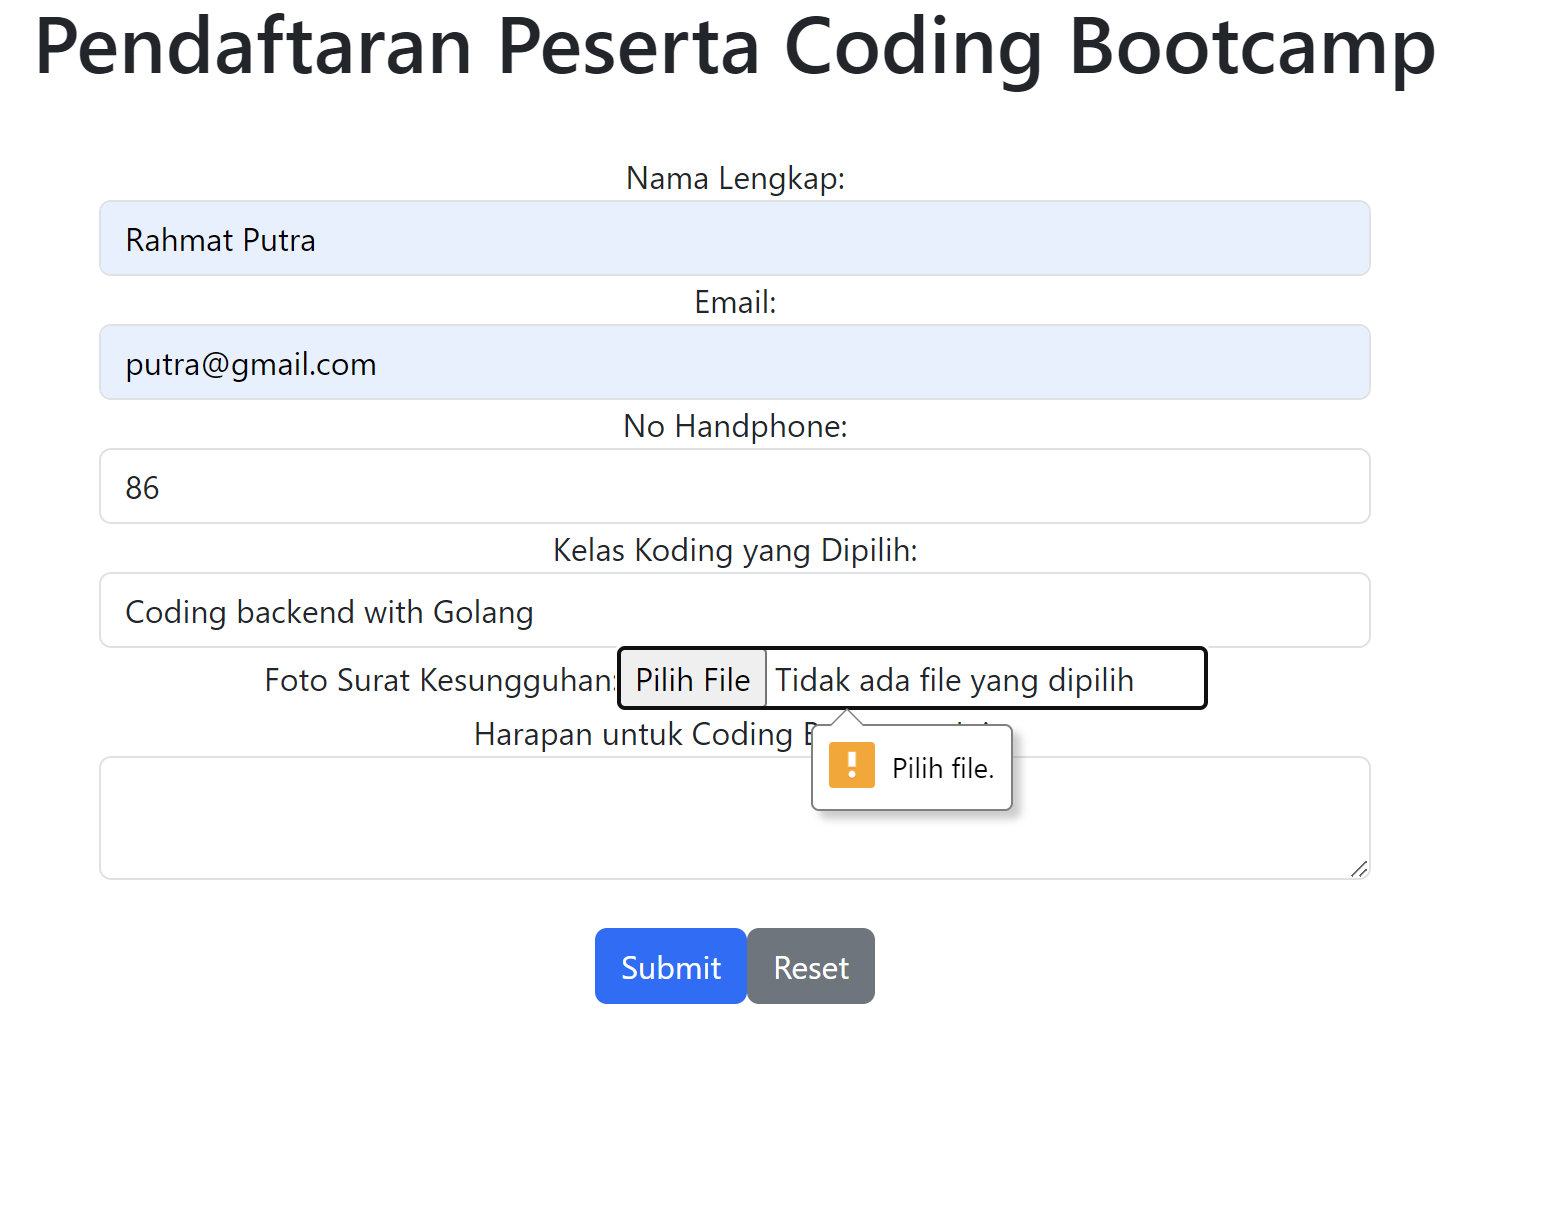 Pendaftaran Peserta Coding Bootcamp
Nama Lengkap:
Rahmat Putra
Email:
putra@gmail.com
No Handphone:
86
Kelas Koding yang Dipilih:
Coding backend with Golang
Foto Surat Kesungguhan: Pilih File Tidak ada file yang dipilih
Harapan untuk Coding
Pilih file.
Submit Reset